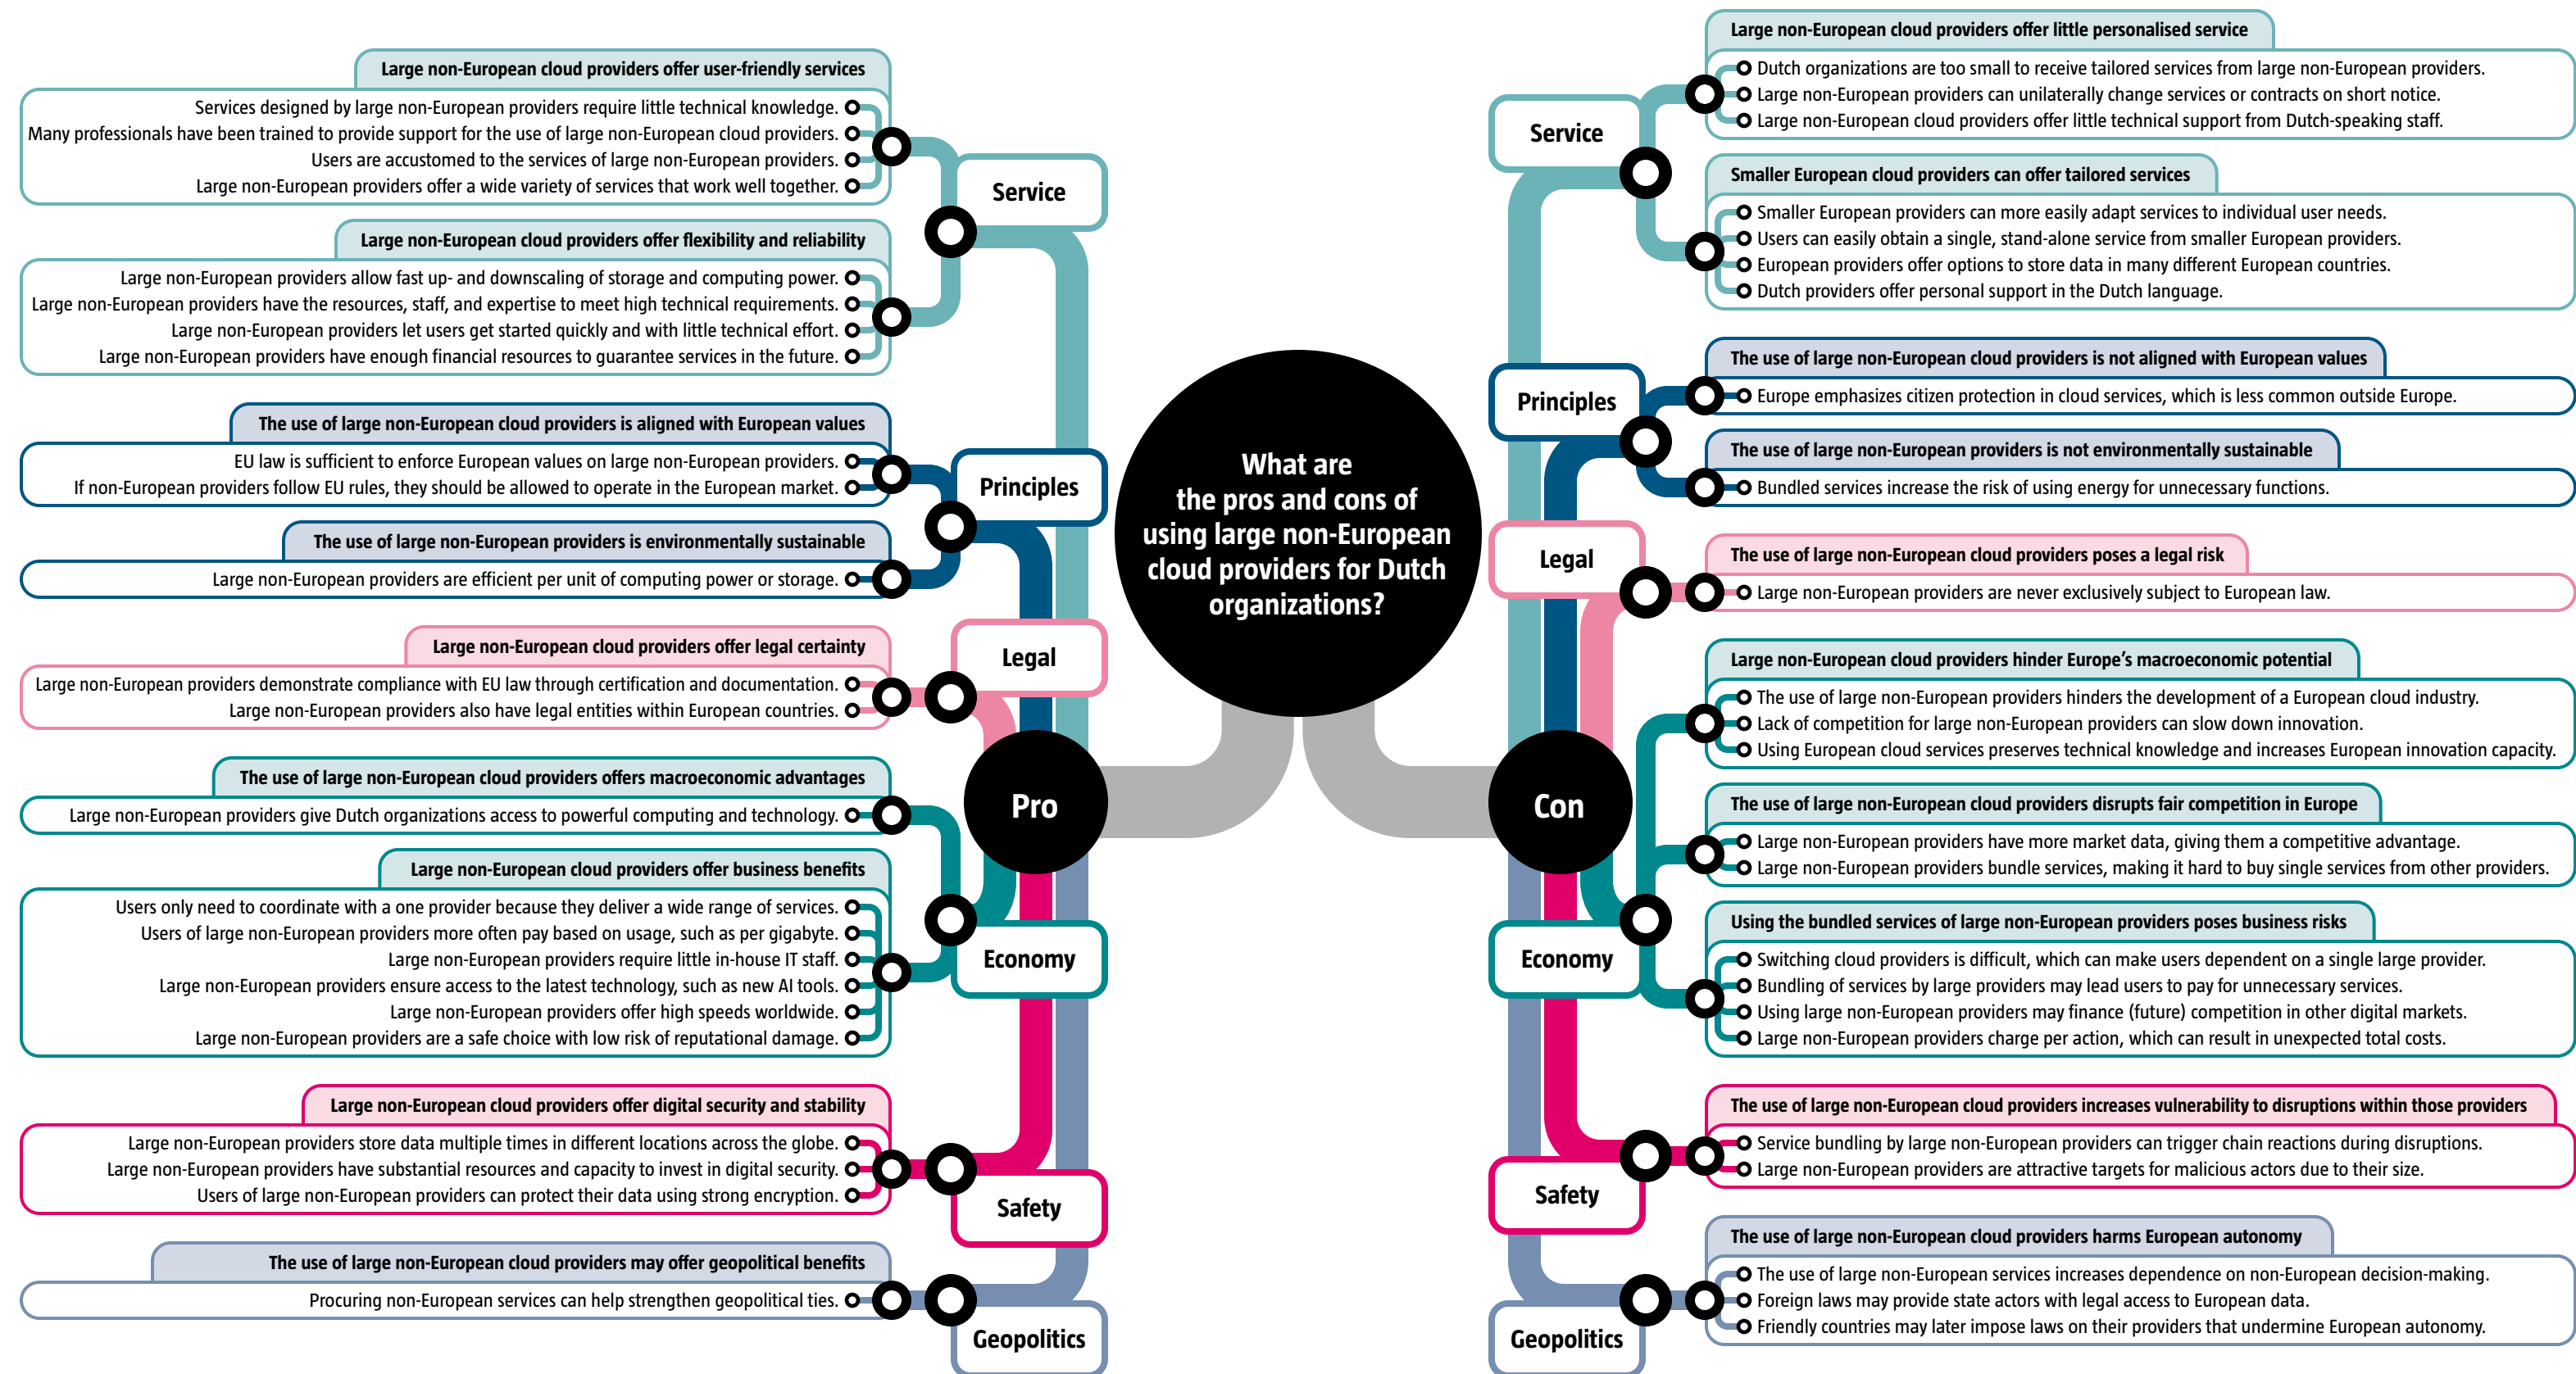 What are
the pros and cons of
using large non-European
cloud providers for Dutch
organizations?
Pro
Service
Large non-European cloud providers offer user-friendly services
Services designed by large non-European providers require little technical knowledge.
Many professionals have been trained to provide support for the use of large non-European cloud providers.
Users are accustomed to the services of large non-European providers.
Large non-European providers offer a wide variety of services that work well together.
Large non-European cloud providers offer flexibility and reliability
Large non-European providers allow fast up- and downscaling of storage and computing power.
Large non-European providers have the resources, staff, and expertise to meet high technical requirements.
Large non-European providers let users get started quickly and with little technical effort.
Large non-European providers have enough financial resources to guarantee services in the future.
Principles
The use of large non-European cloud providers is aligned with European values
EU law is sufficient to enforce European values on large non-European providers.
If non-European providers follow EU rules, they should be allowed to operate in the European market.
The use of large non-European providers is environmentally sustainable
Large non-European providers are efficient per unit of computing power or storage.
Legal
Large non-European cloud providers offer legal certainty
Large non-European providers demonstrate compliance with EU law through certification and documentation.
Large non-European providers also have legal entities within European countries.
Economy
The use of large non-European cloud providers offers macroeconomic advantages
Large non-European providers give Dutch organizations access to powerful computing and technology.
Large non-European cloud providers offer business benefits
Users only need to coordinate with a one provider because they deliver a wide range of services.
Users of large non-European providers more often pay based on usage, such as per gigabyte.
Large non-European providers require little in-house IT staff.
Large non-European providers ensure access to the latest technology, such as new AI tools.
Large non-European providers offer high speeds worldwide.
Large non-European providers are a safe choice with low risk of reputational damage.
Safety
Large non-European cloud providers offer digital security and stability
Large non-European providers store data multiple times in different locations across the globe.
Large non-European providers have substantial resources and capacity to invest in digital security.
Users of large non-European providers can protect their data using strong encryption.
Geopolitics
The use of large non-European cloud providers may offer geopolitical benefits
Procuring non-European services can help strengthen geopolitical ties.
Con
Service
Large non-European cloud providers offer little personalised service
Dutch organizations are too small to receive tailored services from large non-European providers.
Large non-European providers can unilaterally change services or contracts on short notice.
Large non-European cloud providers offer little technical support from Dutch-speaking staff.
Smaller European cloud providers can offer tailored services
Smaller European providers can more easily adapt services to individual user needs.
Users can easily obtain a single, stand-alone service from smaller European providers.
European providers offer options to store data in many different European countries.
Dutch providers offer personal support in the Dutch language.
Principles
The use of large non-European cloud providers is not aligned with European values
Europe emphasizes citizen protection in cloud services, which is less common outside Europe.
The use of large non-European providers is not environmentally sustainable
Bundled services increase the risk of using energy for unnecessary functions.
Legal
The use of large non-European cloud providers poses a legal risk
Large non-European providers are never exclusively subject to European law.
Economy
Large non-European cloud providers hinder Europe's macroeconomic potential
The use of large non-European providers hinders the development of a European cloud industry.
Lack of competition for large non-European providers can slow down innovation.
Using European cloud services preserves technical knowledge and increases European innovation capacity.
The use of large non-European cloud providers disrupts fair competition in Europe
Large non-European providers have more market data, giving them a competitive advantage.
Large non-European providers bundle services, making it hard to buy single services from other providers.
Using the bundled services of large non-European providers poses business risks
Switching cloud providers is difficult, which can make users dependent on a single large provider.
Bundling of services by large providers may lead users to pay for unnecessary services.
Using large non-European providers may finance (future) competition in other digital markets.
Large non-European providers charge per action, which can result in unexpected total costs.
Safety
The use of large non-European cloud providers increases vulnerability to disruptions within those providers
Service bundling by large non-European providers can trigger chain reactions during disruptions.
Large non-European providers are attractive targets for malicious actors due to their size.
Geopolitics
The use of large non-European cloud providers harms European autonomy
The use of large non-European services increases dependence on non-European decision-making.
Foreign laws may provide state actors with legal access to European data.
Friendly countries may later impose laws on their providers that undermine European autonomy.